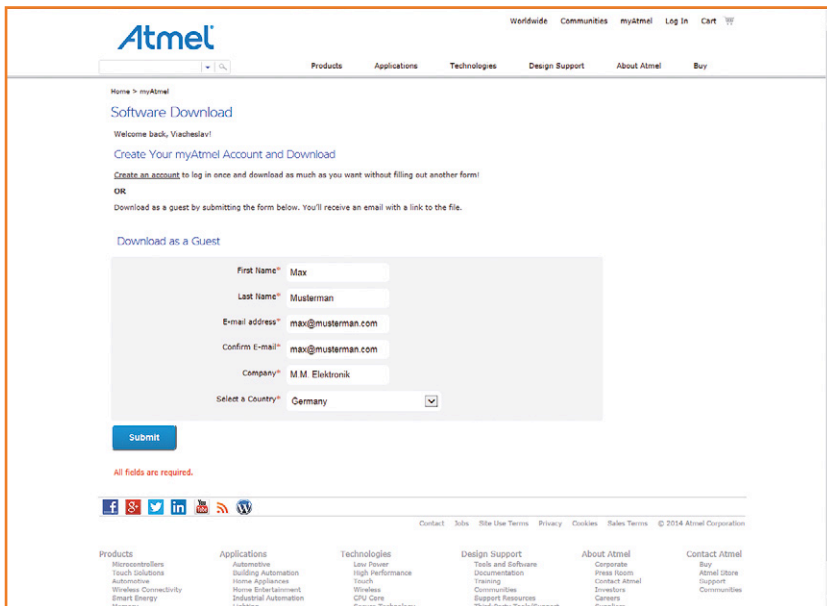 Worldwide Communities myAtmel Log In Cart
Atmel
Products Applications Technologies Design Support About Atmel Buy
Home > myAtmel
Software Download
Welcome back, Viacheslav!
Create Your myAtmel Account and Download
Create an account to log in once and download as much as you want without filling out another form!
OR
Download as a guest by submitting the form below. You'll receive an email with a link to the file.
Download as a Guest
First Name* Max
Last Name* Musterman
E-mail address* max@musterman.com
Confirm E-mail* max@musterman.com
Company* M.M. Elektronik
Select a Country* Germany
Submit
All fields are required.
Contact Jobs Site Use Terms Privacy Cookies Sales Terms © 2014 Atmel Corporation
Products Applications Technologies Design Support About Atmel Contact Atmel
Microcontrollers Automotive Low Power Tools and Software Corporate Buy
Touch Solutions Building Automation High Performance Documentation Press Room Atmel Store
Automotive Home Appliances Touch Training Contact Atmel Support
Wireless Connectivity Home Entertainment Wireless Communities Investors Communities
Smart Energy Industrial Automation CPU Core Support Resources Careers